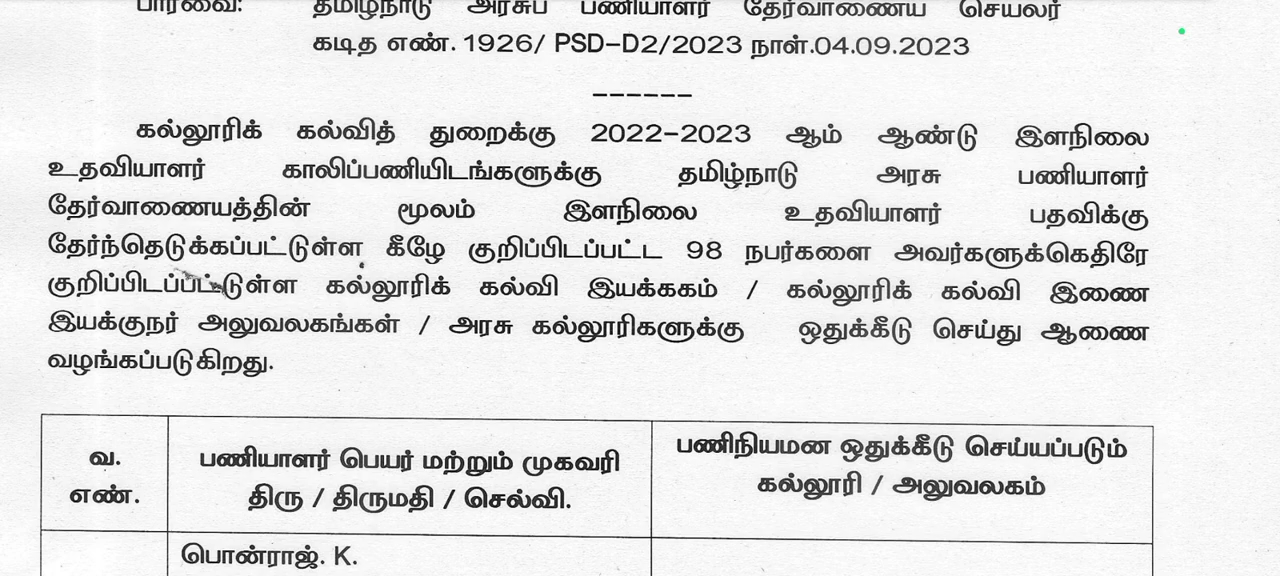 பார்வை: தமிழ்நாடு அரசுப் பணியாளர் தேர்வாணைய செயலர்
கடித எண். 1926/ PSD-D2/2023 நாள்.04.09.2023
------
கல்லூரிக் கல்வித் துறைக்கு 2022-2023 ஆம் ஆண்டு இளநிலை
உதவியாளர் காலிப்பணியிடங்களுக்கு தமிழ்நாடு அரசு பணியாளர்
தேர்வாணையத்தின் மூலம் இளநிலை உதவியாளர் பதவிக்கு
தேர்ந்தெடுக்கப்பட்டுள்ள கீழே குறிப்பிடப்பட்ட 98 நபர்களை அவர்களுக்கெதிரே
குறிப்பிடப்பட்டுள்ள கல்லூரிக் கல்வி இயக்ககம் / கல்லூரிக் கல்வி இணை
இயக்குநர் அலுவலகங்கள் / அரசு கல்லூரிகளுக்கு ஒதுக்கீடு செய்து ஆணை
வழங்கப்படுகிறது.
வ.
எண்.
பணியாளர் பெயர் மற்றும் முகவரி
திரு / திருமதி / செல்வி.
பணிநியமன ஒதுக்கீடு செய்யப்படும்
கல்லூரி / அலுவலகம்
பொன்ராஜ். K.